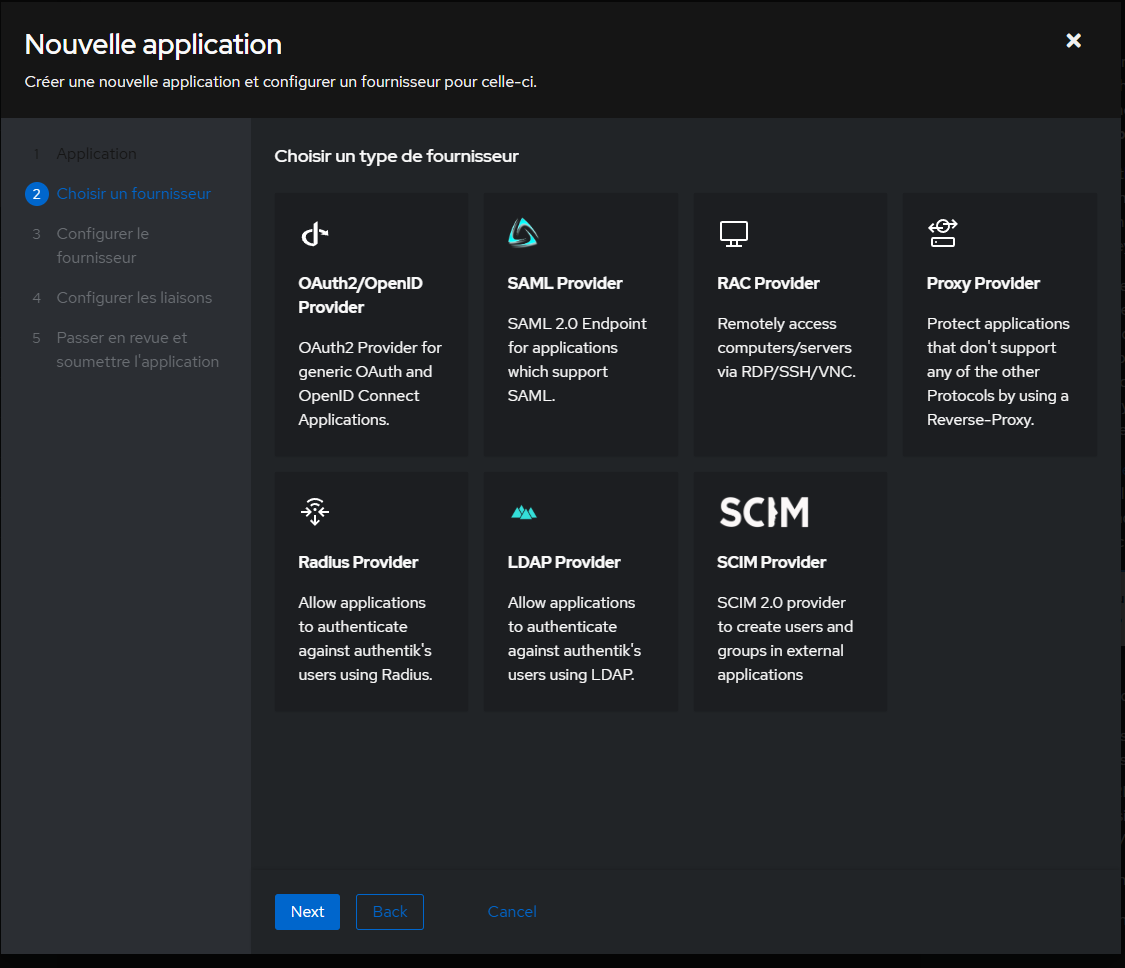 Nouvelle application
Créer une nouvelle application et configurer un fournisseur pour celle-ci.
1 Application
2 Choisir un fournisseur
3 Configurer le
fournisseur
4 Configurer les liaisons
5 Passer en revue et
soumettre l'application
Choisir un type de fournisseur
OAuth2/OpenID
Provider
OAuth2 Provider for
generic OAuth and
OpenID Connect
Applications.
SAML Provider
SAML 2.0 Endpoint
for applications
which support
SAML.
RAC Provider
Remotely access
computers/servers
via RDP/SSH/VNC.
Proxy Provider
Protect applications
that don't support
any of the other
Protocols by using a
Reverse-Proxy.
Radius Provider
Allow applications
to authenticate
against authentik's
users using Radius.
LDAP Provider
Allow applications
to authenticate
against authentik's
users using LDAP.
SCIM
SCIM Provider
SCIM 2.0 provider
to create users and
groups in external
applications
Next
Back
Cancel